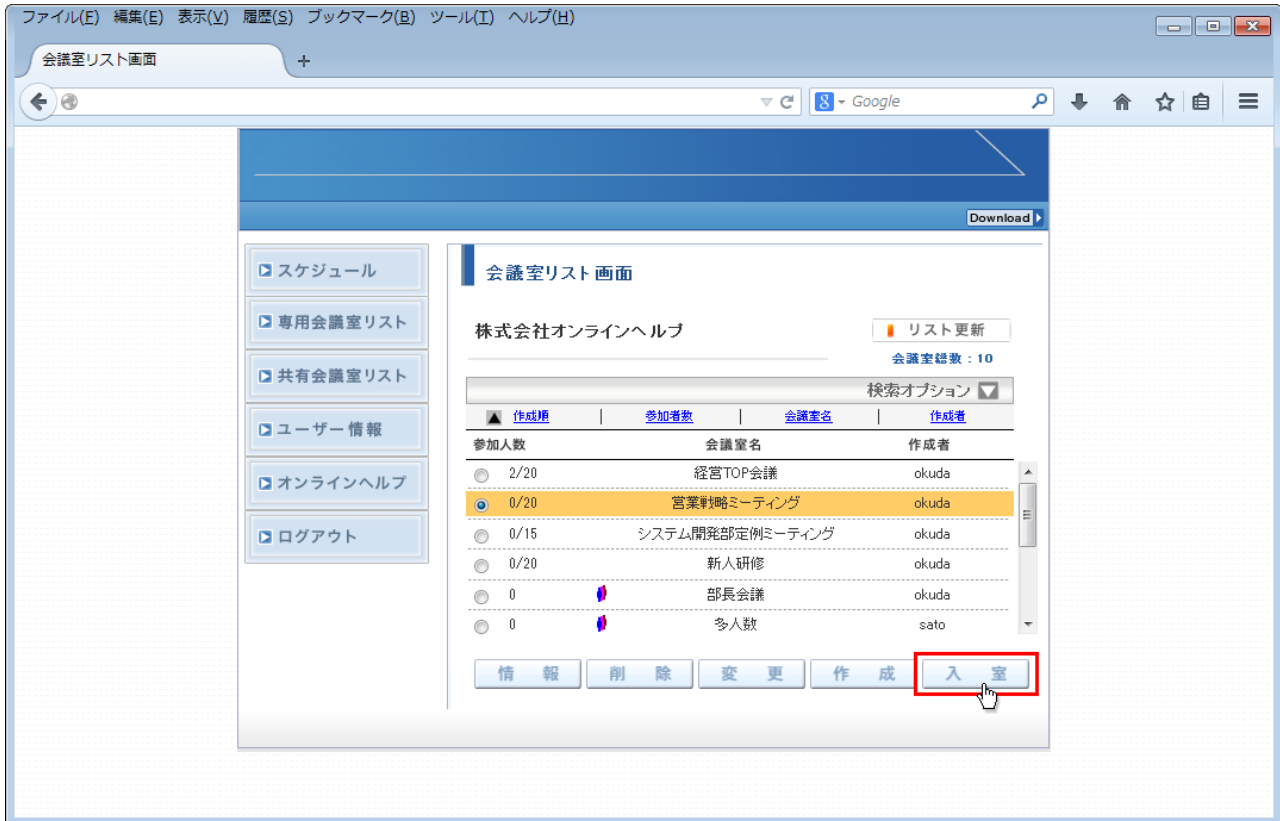 ファイル(F) 編集(E) 表示(V) 履歴(S) ブックマーク(B) ツール(T) ヘルプ(H)
会議室リスト画面
Google
Download
スケジュール
専用会議室リスト
共有会議室リスト
ユーザー情報
オンラインヘルプ
ログアウト
会議室リスト画面
株式会社オンラインヘルプ
リスト更新
会議室総数：10
検索オプション
▲ 作成順 | 参加者数 | 会議室名 | 作成者
参加人数 会議室名 作成者
2/20 経営TOP会議 okuda
0/20 営業戦略ミーティング okuda
0/15 システム開発部定例ミーティング okuda
0/20 新人研修 okuda
0 部長会議 okuda
0 多人数 sato
情 報 削 除 変 更 作 成 入 室